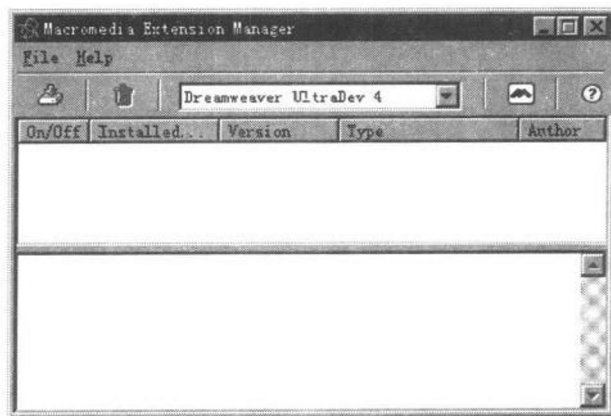 Macromedia Extension Manager
File Help
Dreamweaver UltraDev 4
?
On/Off Installed... Version Type Author